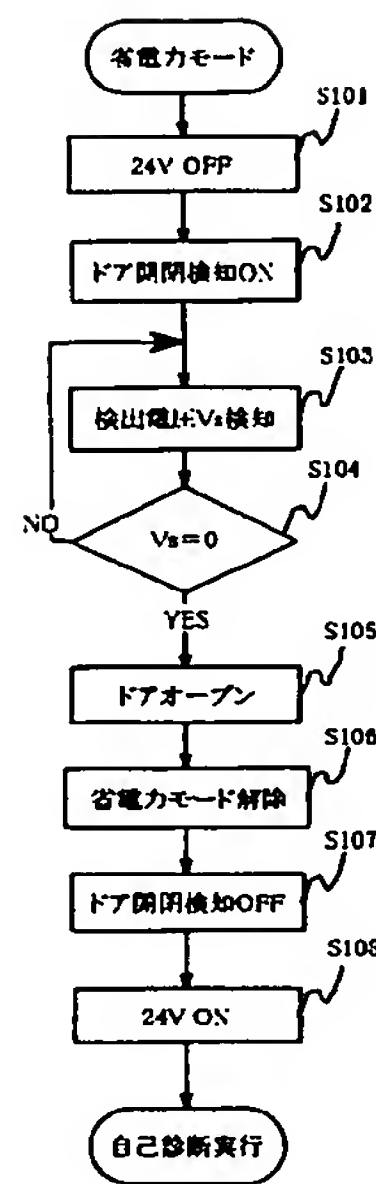 省電力モード
S101
24V OFF
S102
ドア開閉検知ON
S103
検出電圧Vs検知
S104
Vs=0
NO
YES
S105
ドアオープン
S106
省電力モード解除
S107
ドア開閉検知OFF
S108
24V ON
自己診断実行